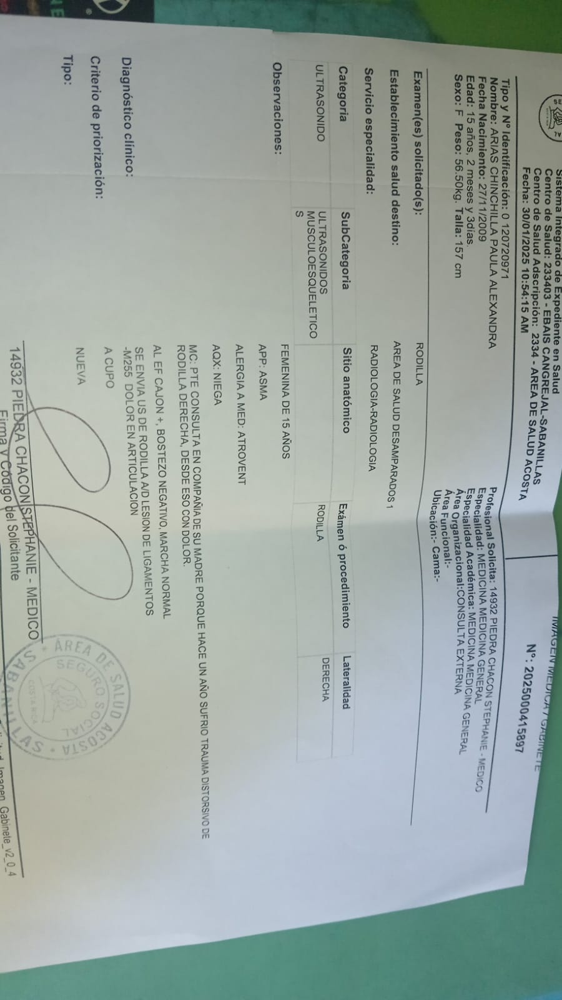 IMAGEN MEDICA / GABINETE
Nº: 2025000415897
Sistema Integrado de Expediente en Salud
Centro de Salud: 233403 - EBAIS CANGREJAL-SABANILLAS
Centro de Salud Adscripción: 2334 - AREA DE SALUD ACOSTA
Fecha: 30/01/2025 10:54:15 AM
Tipo y Nº Identificación: 0 120720971
Nombre: ARIAS CHINCHILLA PAULA ALEXANDRA
Fecha Nacimiento: 27/11/2009
Edad: 15 años, 2 meses y 3días.
Sexo: F Peso: 56.50kg. Talla: 157 cm
Profesional Solicita: 14932 PIEDRA CHACON STEPHANIE - MEDICO
Especialidad: MEDICINA MEDICINA GENERAL
Especialidad Académica: MEDICINA MEDICINA GENERAL
Área Organizacional:CONSULTA EXTERNA
Área Funcional:-
Ubicación:- Cama:-
Examen(es) solicitado(s): RODILLA
Establecimiento salud destino: AREA DE SALUD DESAMPARADOS 1
Servicio especialidad: RADIOLOGIA-RADIOLOGIA
Categoria SubCategoria Sitio anatómico Exámen ó procedimiento Lateralidad
ULTRASONIDO ULTRASONIDOS RODILLA DERECHA
MUSCULOESQUELETICO
S
Observaciones: FEMENINA DE 15 AÑOS
APP: ASMA
ALERGIA A MED: ATROVENT
AQX: NIEGA
MC: PTE CONSULTA EN COMPAÑIA DE SU MADRE PORQUE HACE UN AÑO SUFRIO TRAUMA DISTORSIVO DE
RODILLA DERECHA, DESDE ESO CON DOLOR.
AL EF CAJON +, BOSTEZO NEGATIVO, MARCHA NORMAL
SE ENVIA US DE RODILLA A/D LESION DE LIGAMENTOS
Diagnóstico clínico: -M255 DOLOR EN ARTICULACION
Criterio de priorización: A CUPO
Tipo: NUEVA
14932 PIEDRA CHACON STEPHANIE - MEDICO
Firma y Código del Solicitante
AREA DE SALUD ACOSTA
SEGURO SOCIAL
COSTA RICA
SABANILLAS
Imagen_Gabinete_v2_0_4